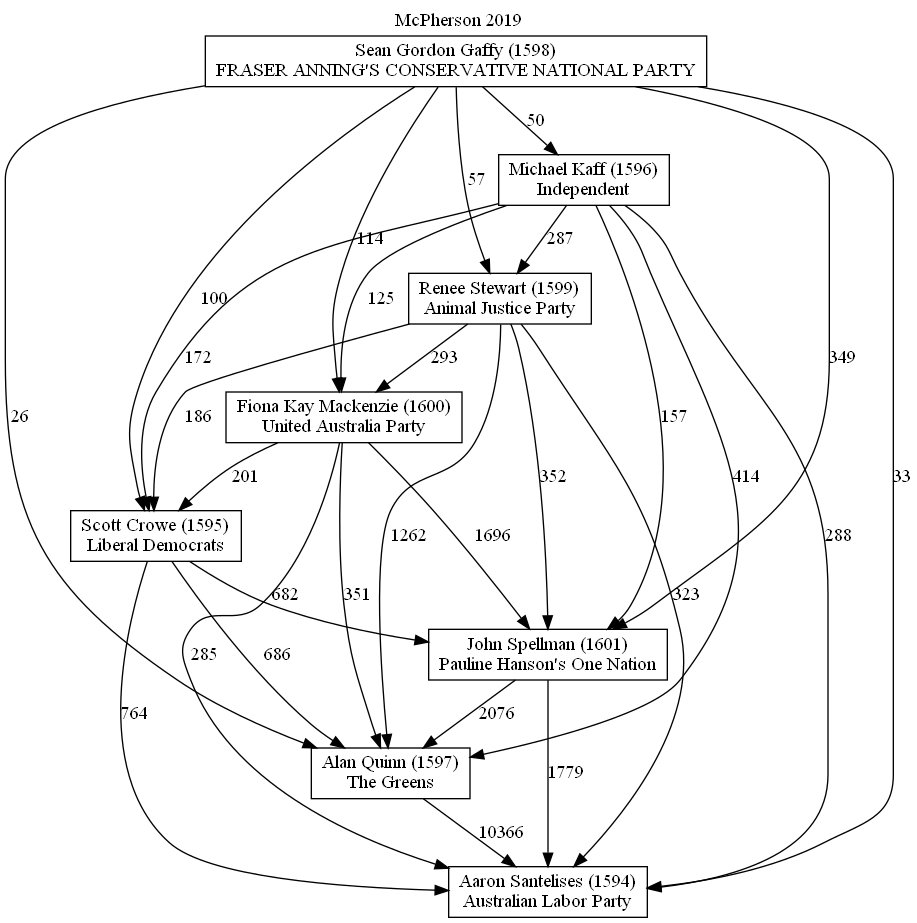 McPherson 2019
Sean Gordon Gaffy (1598)
FRASER ANNING'S CONSERVATIVE NATIONAL PARTY
50
Michael Kaff (1596)
Independent
57
114
287
Renee Stewart (1599)
Animal Justice Party
100
125
172
293
349
Fiona Kay Mackenzie (1600)
United Australia Party
26
186
157
201
352
414
33
Scott Crowe (1595)
Liberal Democrats
1262
1696
288
682
351
323
John Spellman (1601)
Pauline Hanson's One Nation
285
686
764
2076
Alan Quinn (1597)
The Greens
1779
10366
Aaron Santelises (1594)
Australian Labor Party